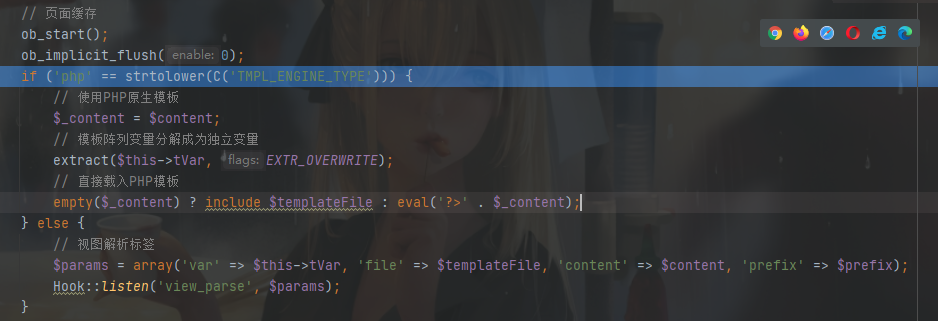 // 页面缓存
ob_start();
ob_implicit_flush( enable: 0);
if ('php' == strtolower(C('TMPL_ENGINE_TYPE'))) {
// 使用PHP原生模板
$_content = $content;
// 模板阵列变量分解成为独立变量
extract($this->tVar, flags: EXTR_OVERWRITE);
// 直接载入PHP模板
empty($_content) ? include $templateFile : eval('?>' . $_content);
} else {
// 视图解析标签
$params = array('var' => $this->tVar, 'file' => $templateFile, 'content' => $content, 'prefix' => $prefix);
Hook::listen('view_parse', $params);
}